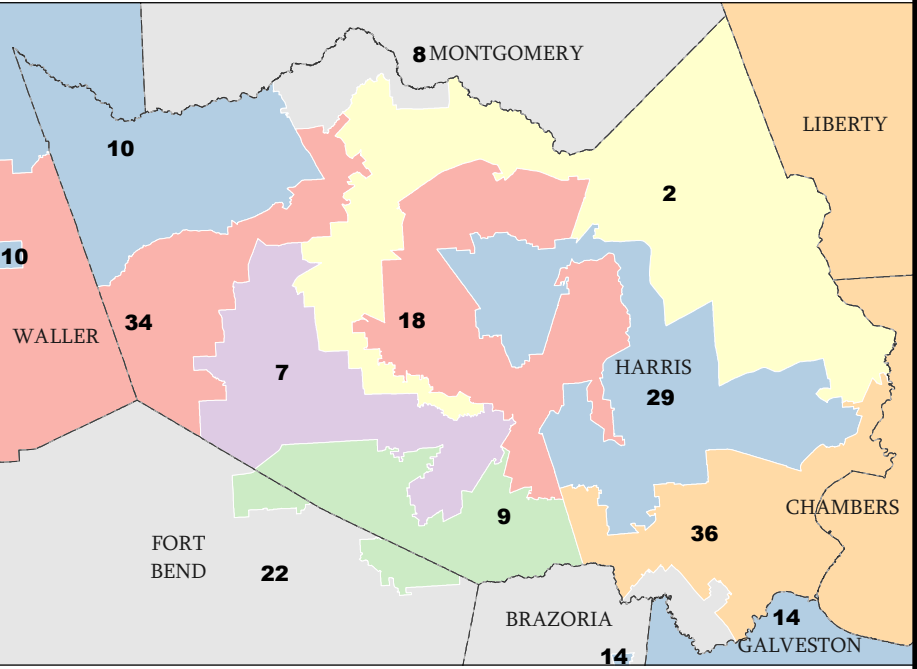 8 MONTGOMERY
LIBERTY
10
2
10
34
18
WALLER
7
HARRIS
29
CHAMBERS
9
36
FORT
BEND
22
BRAZORIA
14
GALVESTON
14